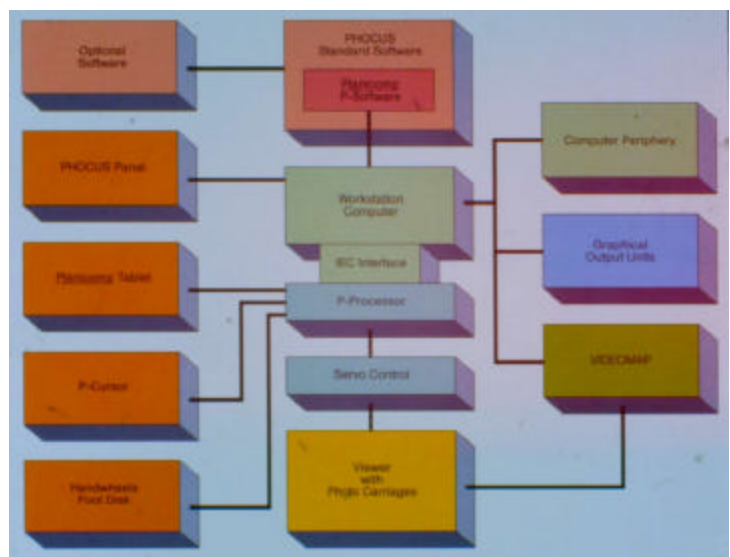 Optional
Software
PHOCUS
Standard Software
Planicomp
P-Software
PHOCUS Panel
Workstation
Computer
Computer Periphery
IEC Interface
Graphical
Output Units
Planicomp Tablet
P-Processor
P-Cursor
Servo Control
VIDEOMAP
Handwheels
Foot Disk
Viewer
with
Photo Carriages